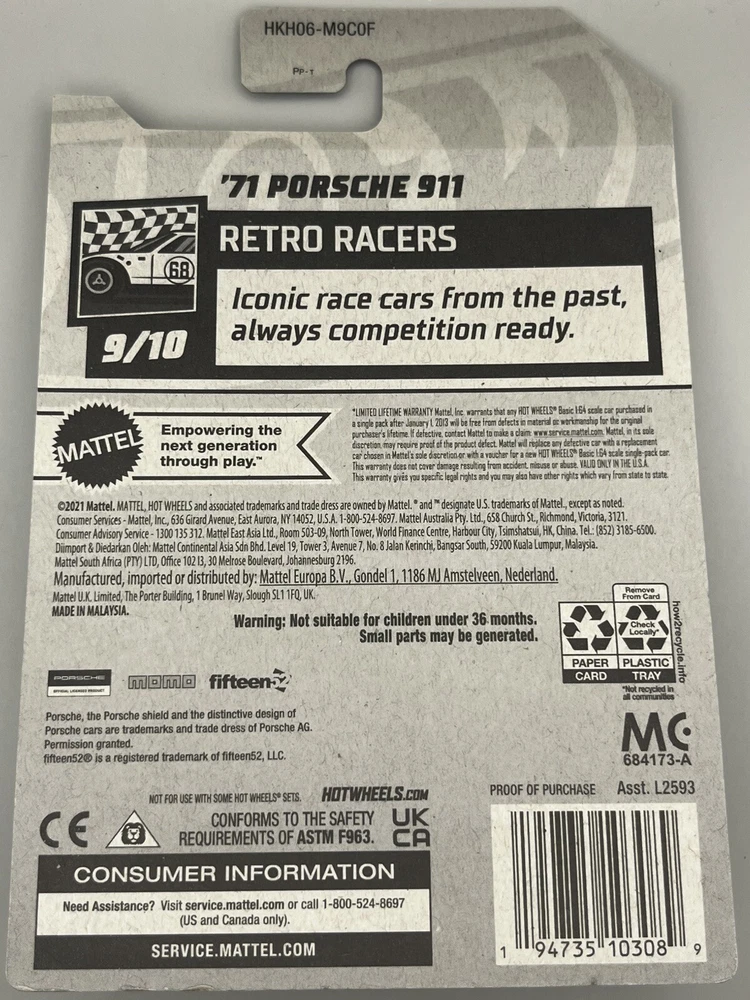 HKH06-M9C0F
PP-T
'71 PORSCHE 911
RETRO RACERS
68
Iconic race cars from the past,
always competition ready.
9/10
MATTEL
Empowering the
next generation
through play.™
*LIMITED LIFETIME WARRANTY Mattel, Inc. warrants that any HOT WHEELS® Basic 1:64 scale car purchased in
a single pack after January 1, 2013 will be free from defects in material or workmanship for the original
purchaser's lifetime. If defective, contact Mattel to make a claim: www.service.mattel.com. Mattel, in its sole
discretion, may require proof of the product defect. Mattel will replace any defective car with a replacement
car chosen in Mattel's sole discretion or with a voucher for a new HOT WHEELS® Basic 1:64 scale single-pack car.
This warranty does not cover damage resulting from accident, misuse or abuse. VALID ONLY IN THE U.S.A.
This warranty gives you specific legal rights and you may also have other rights which vary from state to state.
©2021 Mattel. MATTEL, HOT WHEELS and associated trademarks and trade dress are owned by Mattel. ® and ™ designate U.S. trademarks of Mattel, except as noted.
Consumer Services - Mattel, Inc., 636 Girard Avenue, East Aurora, NY 14052, U.S.A. 1-800-524-8697. Mattel Australia Pty. Ltd., 658 Church St., Richmond, Victoria, 3121.
Consumer Advisory Service - 1300 135 312. Mattel East Asia Ltd., Room 503-09, North Tower, World Finance Centre, Harbour City, Tsimshatsui, HK, China. Tel.: (852) 3185-6500.
Diimport & Diedarkan Oleh: Mattel Continental Asia Sdn Bhd. Level 19, Tower 3, Avenue 7, No. 8 Jalan Kerinchi, Bangsar South, 59200 Kuala Lumpur, Malaysia.
Mattel South Africa (PTY) LTD, Office 102 I3, 30 Melrose Boulevard, Johannesburg 2196.
Manufactured, imported or distributed by: Mattel Europa B.V., Gondel 1, 1186 MJ Amstelveen, Nederland.
Mattel U.K. Limited, The Porter Building, 1 Brunel Way, Slough SL1 1FQ, UK.
MADE IN MALAYSIA.
Warning: Not suitable for children under 36 months.
Small parts may be generated.
Remove
From Card
Check
Locally*
PAPER
CARD
PLASTIC
TRAY
*Not recycled in
all communities
how2recycle.info
PORSCHE
OFFICIAL LICENSED PRODUCT
momo
fifteen52
Porsche, the Porsche shield and the distinctive design of
Porsche cars are trademarks and trade dress of Porsche AG.
Permission granted.
fifteen52® is a registered trademark of fifteen52, LLC.
MC
684173-A
NOT FOR USE WITH SOME HOT WHEELS® SETS.
HOTWHEELS.COM
PROOF OF PURCHASE
Asst. L2593
CE
CONFORMS TO THE SAFETY
REQUIREMENTS OF ASTM F963.
UK
CA
CONSUMER INFORMATION
Need Assistance? Visit service.mattel.com or call 1-800-524-8697
(US and Canada only).
SERVICE.MATTEL.COM
1 94735 10308 9